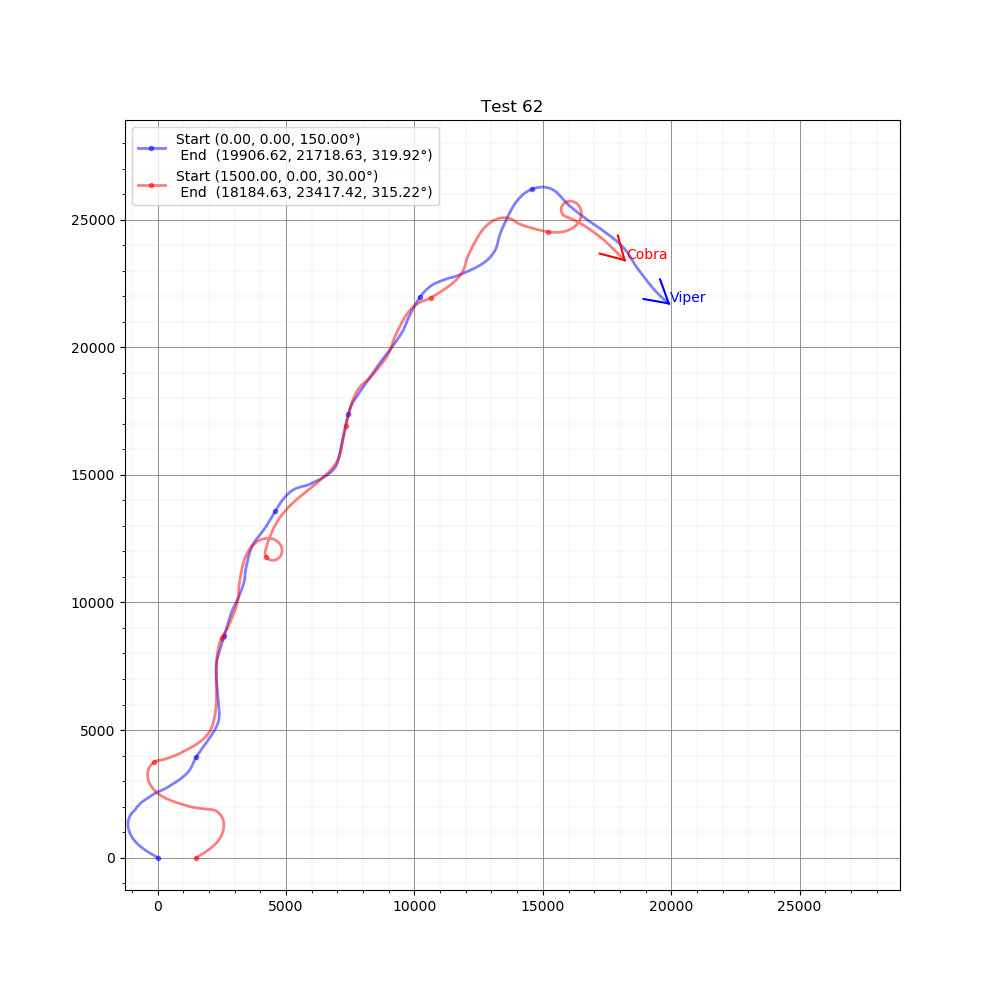 Test 62
Start (0.00, 0.00, 150.00°)
End  (19906.62, 21718.63, 319.92°)
Start (1500.00, 0.00, 30.00°)
End  (18184.63, 23417.42, 315.22°)
25000
20000
15000
10000
5000
0
Cobra
Viper
0
5000
10000
15000
20000
25000